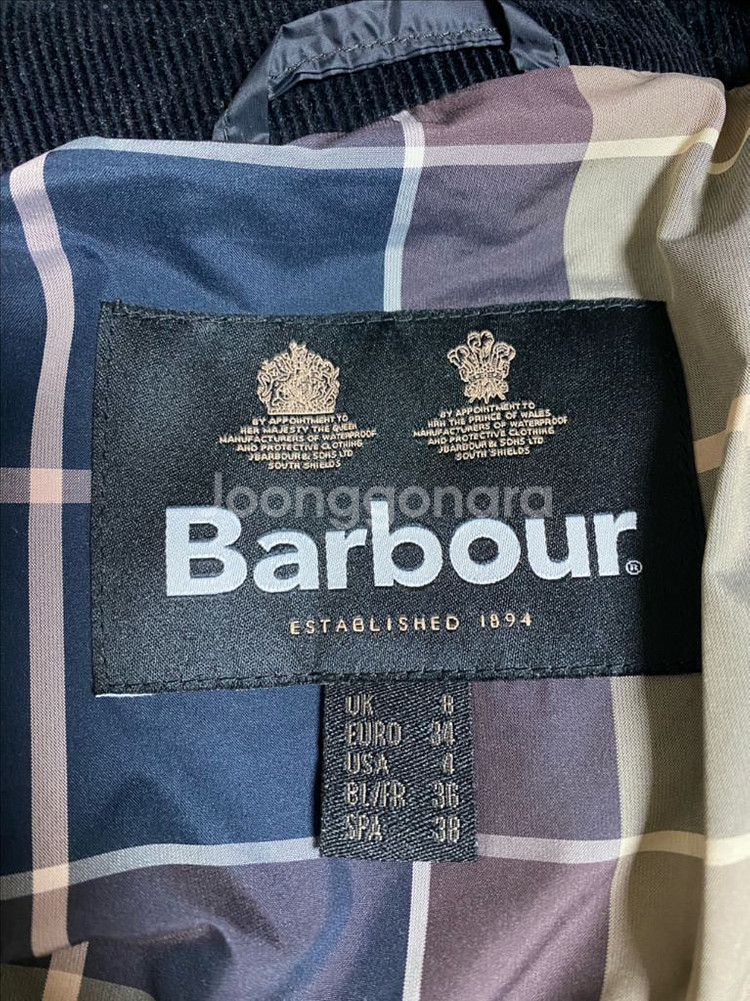 BY APPOINTMENT TO
HER MAJESTY THE QUEEN
MANUFACTURERS OF WATERPROOF
AND PROTECTIVE CLOTHING
J BARBOUR & SONS LTD
SOUTH SHIELDS
BY APPOINTMENT TO
HRH THE PRINCE OF WALES
MANUFACTURERS OF WATERPROOF
AND PROTECTIVE CLOTHING
J BARBOUR & SONS LTD
SOUTH SHIELDS
Joonggonara
Barbour®
ESTABLISHED 1894
UK 8
EURO 34
USA 4
BL/FR 36
SPA 38